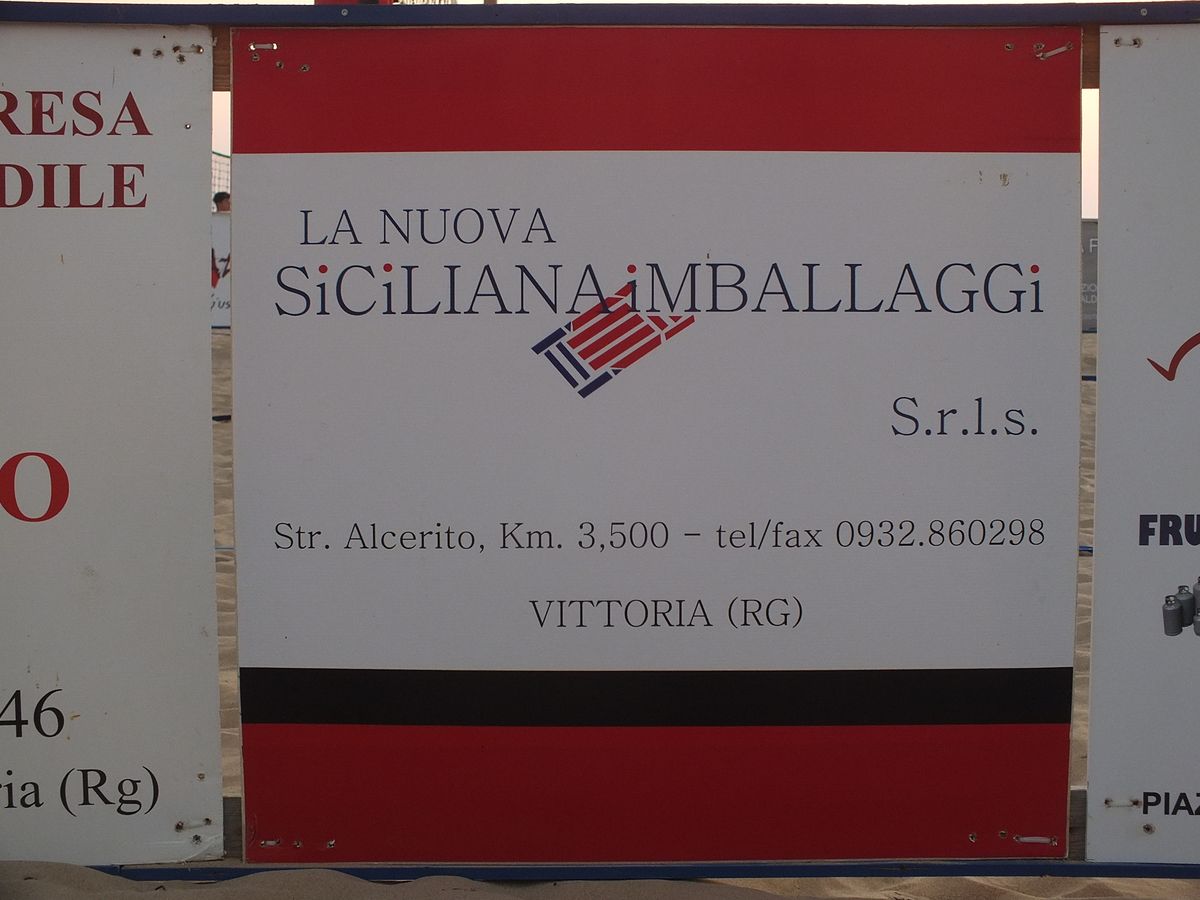 RESA
DILE
O
46
ria (Rg)
LA NUOVA
SiCiLIANA iMBALLAGGi
S.r.l.s.
Str. Alcerito, Km. 3,500 - tel/fax 0932.860298
VITTORIA (RG)
FRU
PIAZ